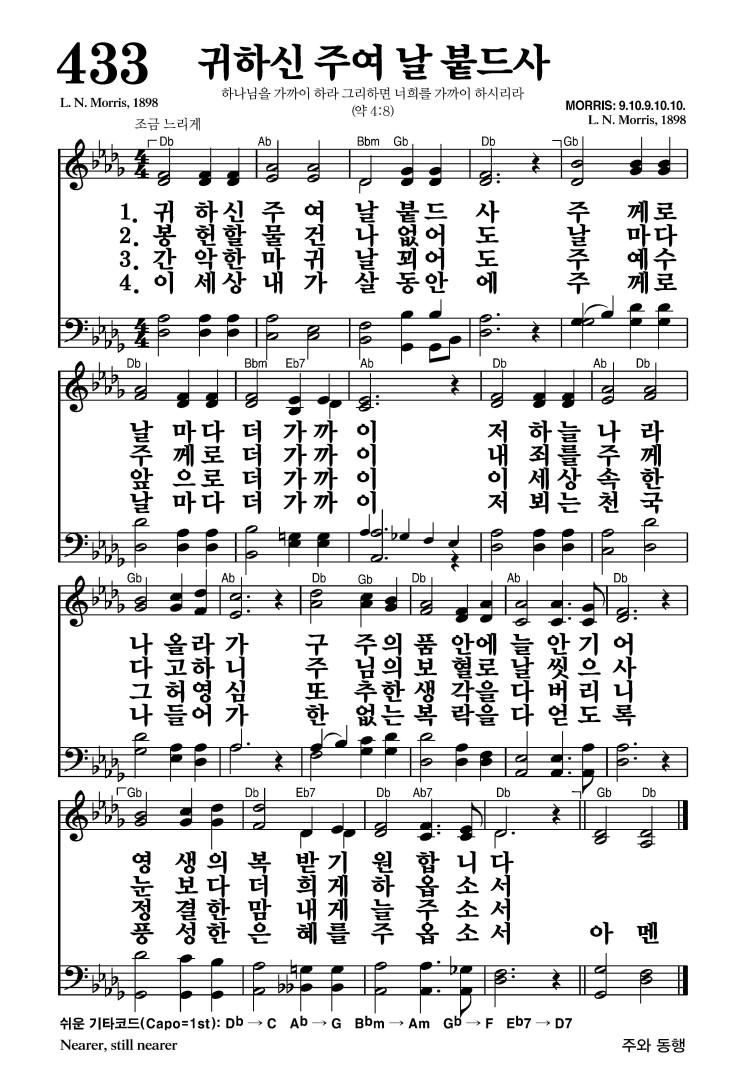 433
귀하신 주여 날 붙드사
하나님을 가까이 하라 그리하면 너희를 가까이 하시리라
(약 4:8)
L. N. Morris, 1898
MORRIS: 9.10.9.10.10.
L. N. Morris, 1898
조금 느리게
Db Ab Bbm Gb Db Gb
1. 귀 하신 주 여 날 붙드 사 주 께로
2. 봉 헌할 물 건 나 없어 도 날 마다
3. 간 악한 마 귀 날 꾀어 도 주 예수
4. 이 세상 내 가 살 동안 에 주 께로
Db Bbm Eb7 Ab Db Ab Db
날 마다 더 가까 이 저 하늘 나 라
주 께로 더 가까 이 내 죄를 주 께
앞 으로 더 가까 이 이 세상 속 한
날 마다 더 가까 이 저 뵈는 천 국
Gb Ab Db Gb Db Ab Db
나 올라 가 구 주의 품 안에 늘 안 기 어
다 고하 니 주 님의 보 혈로 날 씻 으 사
그 허영 심 또 추한 생 각을 다 버 리 니
나 들어 가 한 없는 복 락을 다 얻 도 록
Gb Db Eb7 Db Ab7 Db Gb Db
영 생의 복 받 기 원 합 니 다
눈 보다 더 희 게 하 옵 소 서
정 결한 맘 내 게 늘 주 소 서
풍 성한 은 혜 를 주 옵 소 서 아 멘
쉬운 기타코드(Capo=1st): Db → C Ab → G Bbm → Am Gb → F Eb7 → D7
Nearer, still nearer
주와 동행